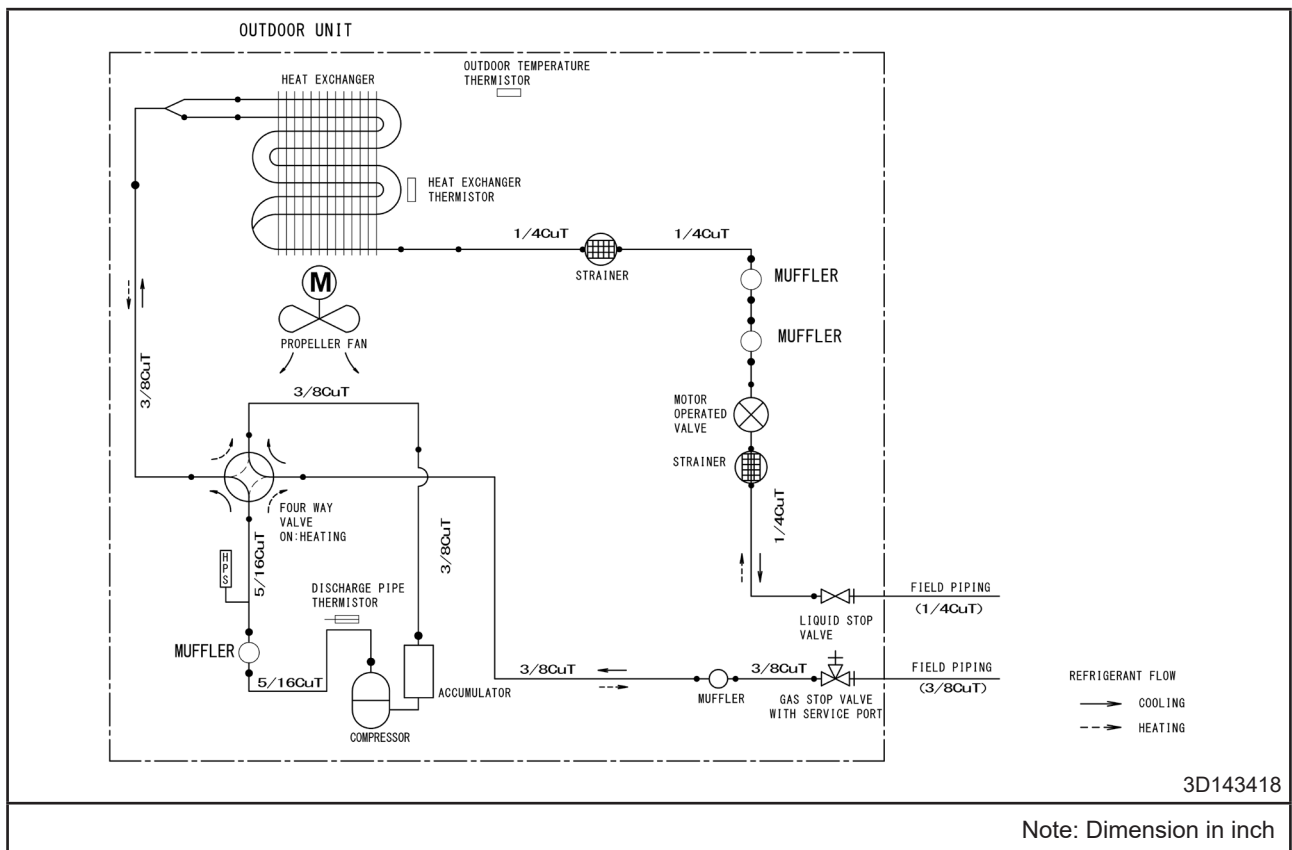 OUTDOOR UNIT
OUTDOOR TEMPERATURE
THERMISTOR
HEAT EXCHANGER
HEAT EXCHANGER
THERMISTOR
1/4CuT
1/4CuT
STRAINER
MUFFLER
M
MUFFLER
PROPELLER FAN
3/8CuT
3/8CuT
MOTOR
OPERATED
VALVE
STRAINER
FOUR WAY
VALVE
ON:HEATING
3/8CuT
1/4CuT
HPS
5/16CuT
DISCHARGE PIPE
THERMISTOR
FIELD PIPING
(1/4CuT)
LIQUID STOP
VALVE
MUFFLER
5/16CuT
ACCUMULATOR
COMPRESSOR
3/8CuT
MUFFLER
3/8CuT
GAS STOP VALVE
WITH SERVICE PORT
FIELD PIPING
(3/8CuT)
REFRIGERANT FLOW
COOLING
HEATING
3D143418
Note: Dimension in inch